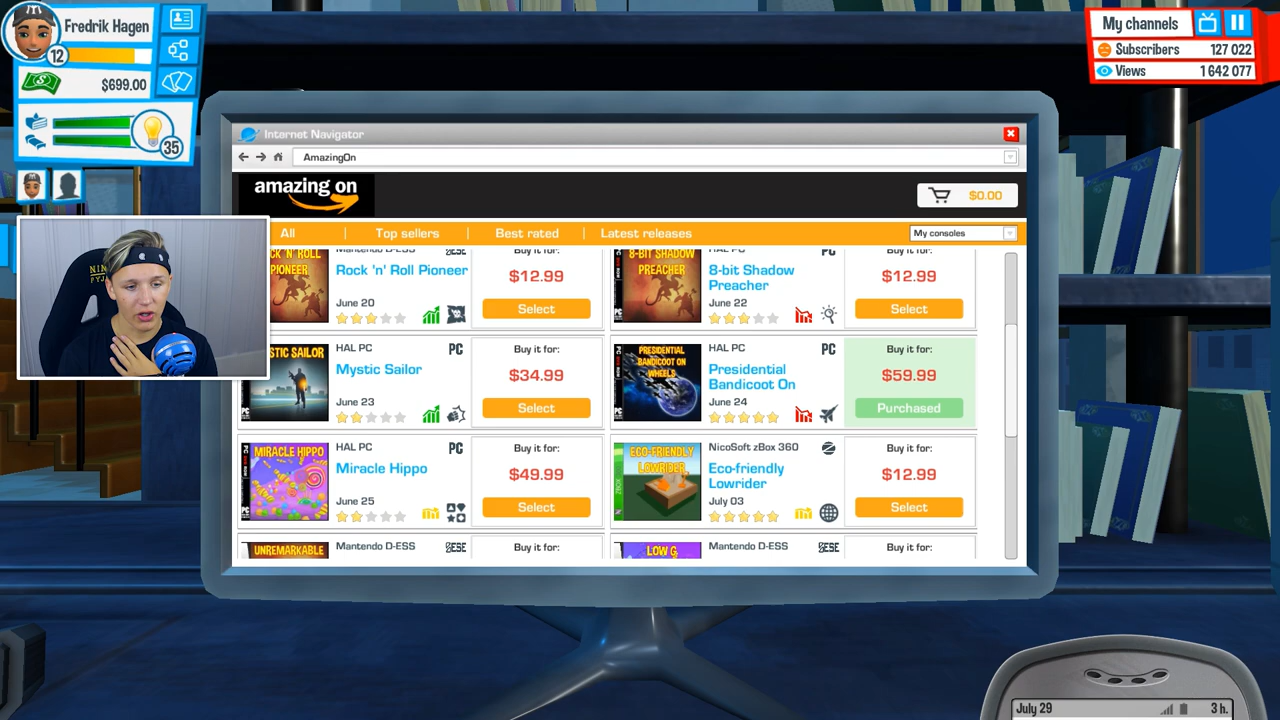 Fredrik Hagen
12
$699.00
35
My channels
Subscribers 127 022
Views 1 642 077
Internet Navigator
AmazingOn
amazing on
$0.00
All Top sellers Best rated Latest releases My consoles
Mantendo D-ESS
Buy it for:
Rock 'n' Roll Pioneer
$12.99
June 20
Select
8-BIT SHADOW
PREACHER
HAL PC
PC
Buy it for:
8-bit Shadow
Preacher
$12.99
June 22
Select
HAL PC
PC
Buy it for:
Mystic Sailor
$34.99
June 23
Select
PRESIDENTIAL
BANDICOOT ON
WHEELS
HAL PC
PC
Buy it for:
Presidential
Bandicoot On
$59.99
June 24
Purchased
MIRACLE HIPPO
HAL PC
PC
Buy it for:
Miracle Hippo
$49.99
June 25
Select
ECO-FRIENDLY
LOWRIDER
NicoSoft zBox 360
Buy it for:
Eco-friendly
Lowrider
$12.99
July 03
Select
UNREMARKABLE
Mantendo D-ESS
Buy it for:
LOW G
Mantendo D-ESS
Buy it for:
July 29
3 h.